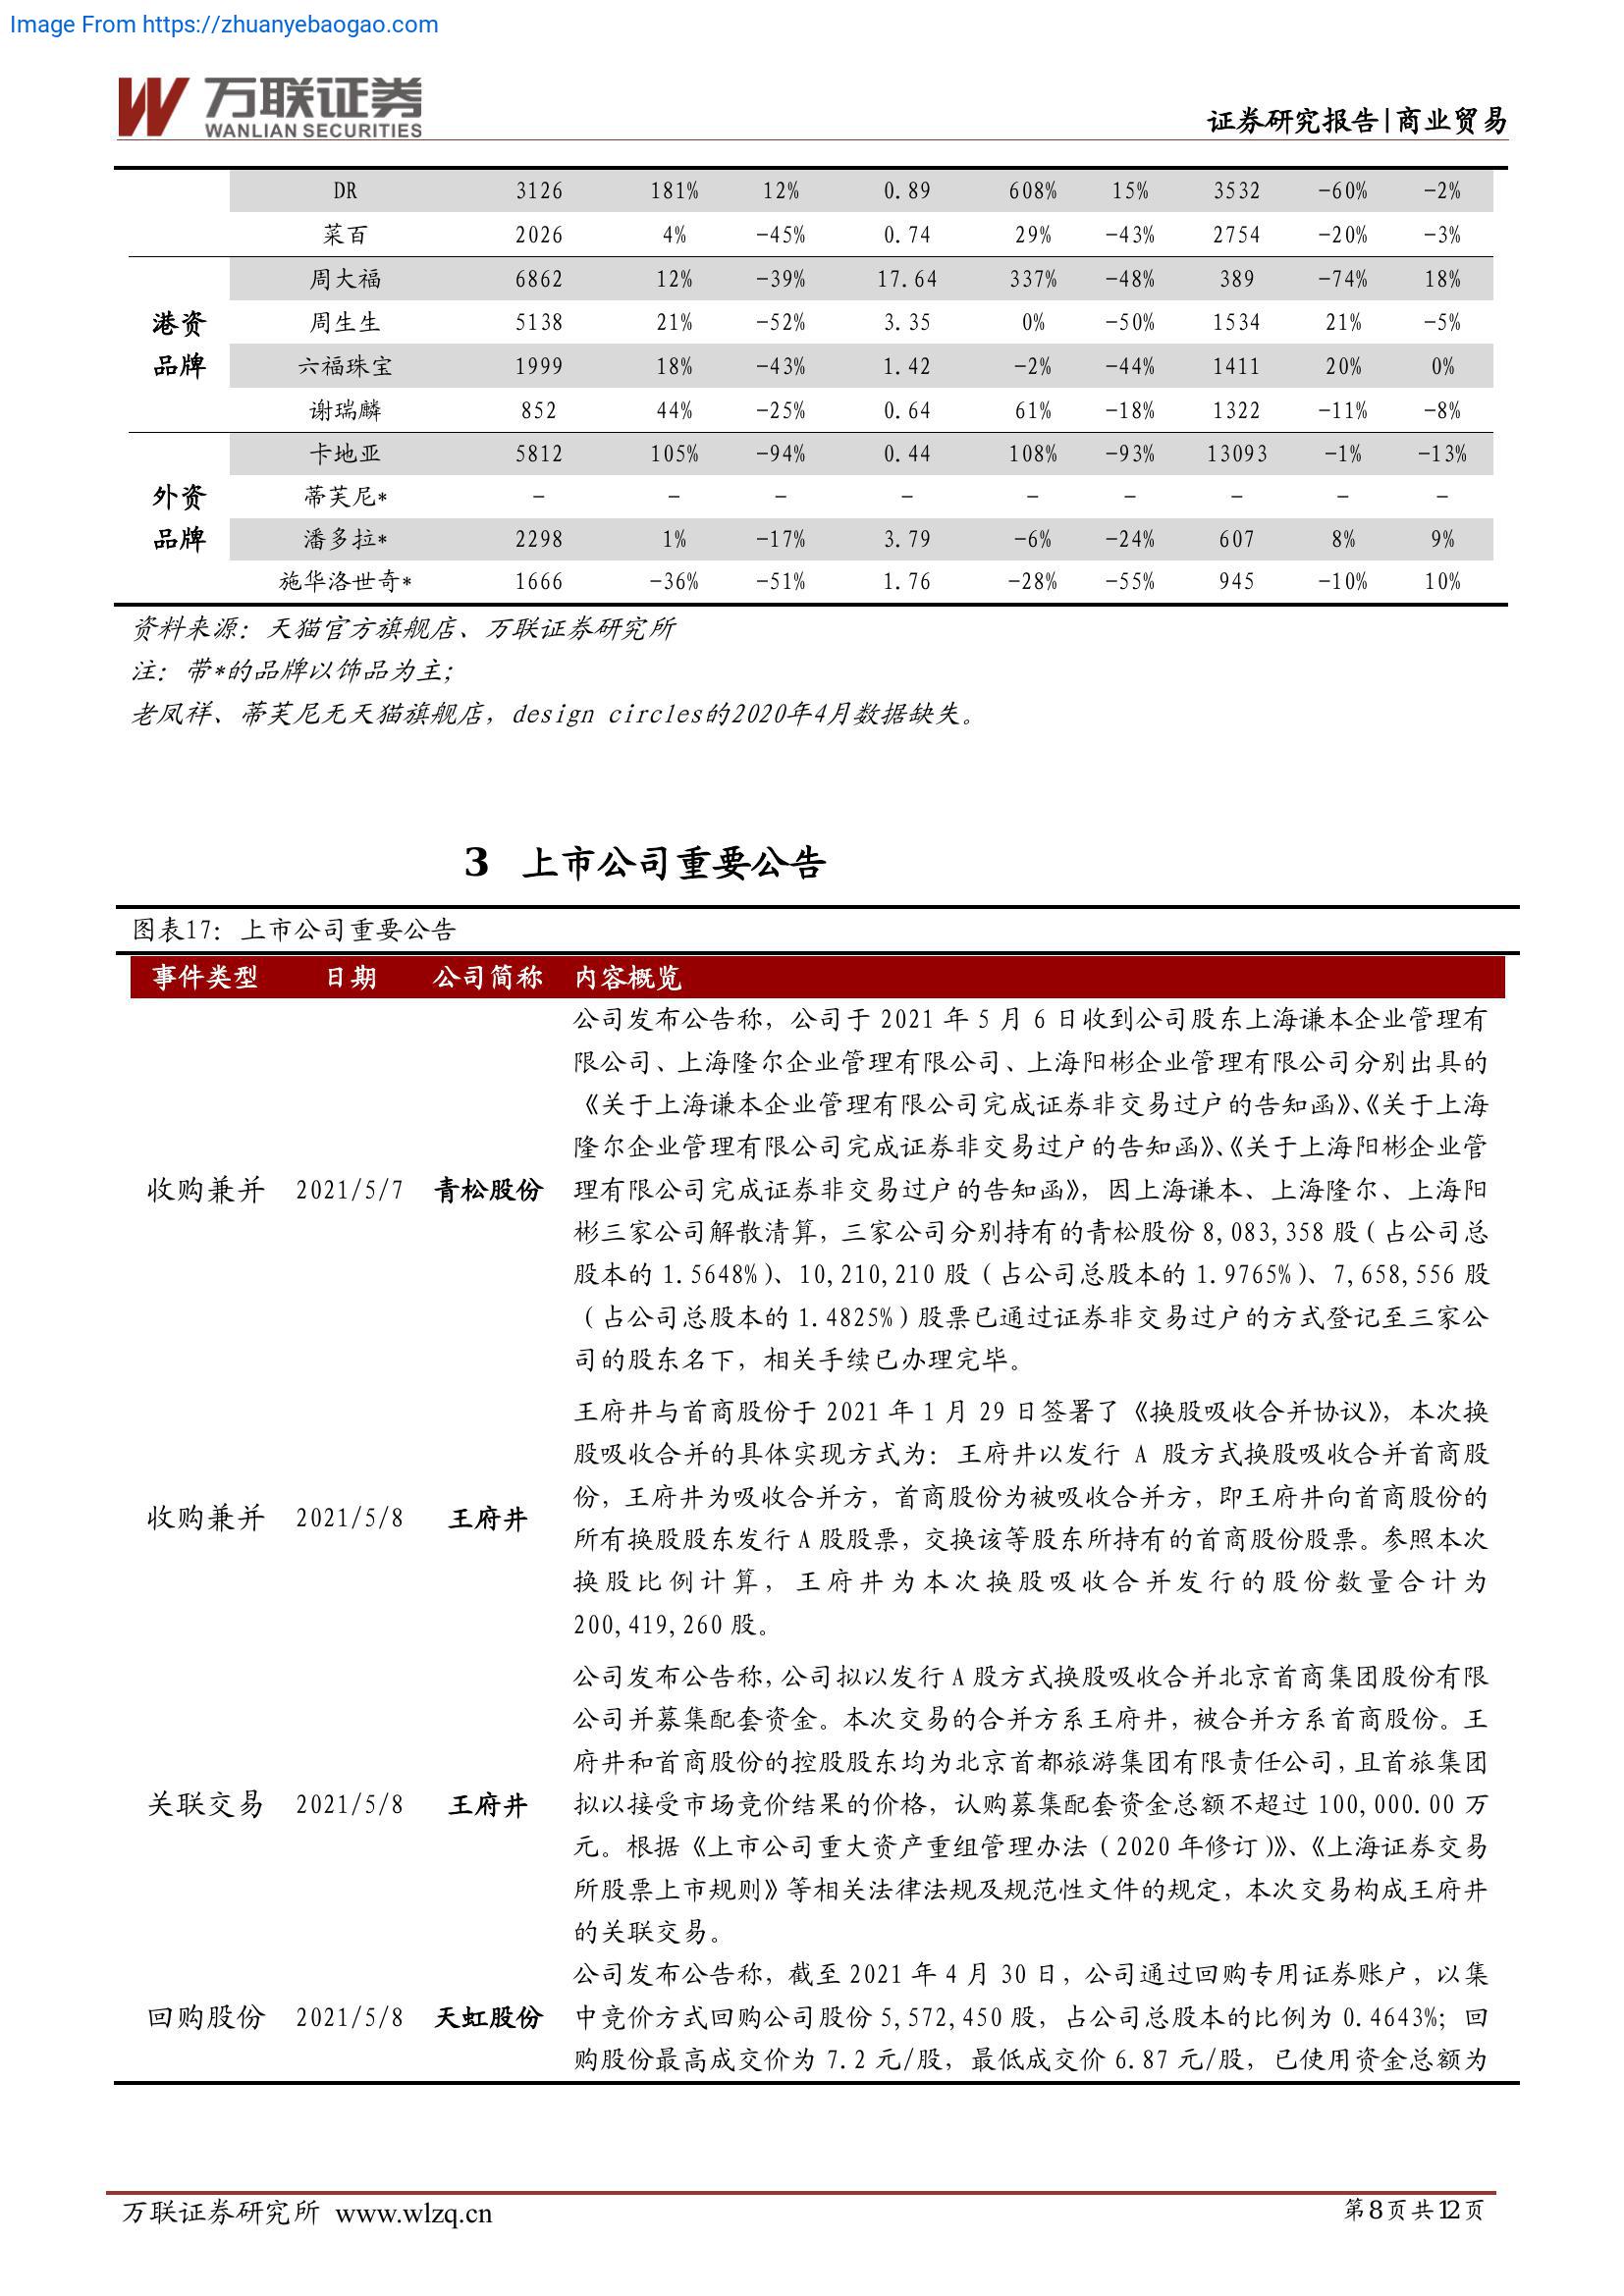 Image From https://zhuanyebaogao.com
万联证券
WANLIAN SECURITIES
证券研究报告|商业贸易
DR 3126 181% 12% 0.89 608% 15% 3532 -60% -2%
菜百 2026 4% -45% 0.74 29% -43% 2754 -20% -3%
港资品牌
周大福 6862 12% -39% 17.64 337% -48% 389 -74% 18%
周生生 5138 21% -52% 3.35 0% -50% 1534 21% -5%
六福珠宝 1999 18% -43% 1.42 -2% -44% 1411 20% 0%
谢瑞麟 852 44% -25% 0.64 61% -18% 1322 -11% -8%
外资品牌
卡地亚 5812 105% -94% 0.44 108% -93% 13093 -1% -13%
蒂芙尼* - - - - - - - - -
潘多拉* 2298 1% -17% 3.79 -6% -24% 607 8% 9%
施华洛世奇* 1666 -36% -51% 1.76 -28% -55% 945 -10% 10%
资料来源：天猫官方旗舰店、万联证券研究所
注：带*的品牌以饰品为主；
老凤祥、蒂芙尼无天猫旗舰店，design circles的2020年4月数据缺失。
3 上市公司重要公告
图表17：上市公司重要公告
事件类型 日期 公司简称 内容概览
收购兼并 2021/5/7 青松股份
公司发布公告称，公司于 2021 年 5 月 6 日收到公司股东上海谦本企业管理有
限公司、上海隆尔企业管理有限公司、上海阳彬企业管理有限公司分别出具的
《关于上海谦本企业管理有限公司完成证券非交易过户的告知函》、《关于上海
隆尔企业管理有限公司完成证券非交易过户的告知函》、《关于上海阳彬企业管
理有限公司完成证券非交易过户的告知函》，因上海谦本、上海隆尔、上海阳
彬三家公司解散清算，三家公司分别持有的青松股份 8,083,358 股（占公司总
股本的 1.5648%）、10,210,210 股（占公司总股本的 1.9765%）、7,658,556 股
（占公司总股本的 1.4825%）股票已通过证券非交易过户的方式登记至三家公
司的股东名下，相关手续已办理完毕。
收购兼并 2021/5/8 王府井
王府井与首商股份于 2021 年 1 月 29 日签署了《换股吸收合并协议》，本次换
股吸收合并的具体实现方式为：王府井以发行 A 股方式换股吸收合并首商股
份，王府井为吸收合并方，首商股份为被吸收合并方，即王府井向首商股份的
所有换股股东发行 A 股股票，交换该等股东所持有的首商股份股票。参照本次
换股比例计算，王府井为本次换股吸收合并发行的股份数量合计为
200,419,260 股。
关联交易 2021/5/8 王府井
公司发布公告称，公司拟以发行 A 股方式换股吸收合并北京首商集团股份有限
公司并募集配套资金。本次交易的合并方系王府井，被合并方系首商股份。王
府井和首商股份的控股股东均为北京首都旅游集团有限责任公司，且首旅集团
拟以接受市场竞价结果的价格，认购募集配套资金总额不超过 100,000.00 万
元。根据《上市公司重大资产重组管理办法（2020 年修订）》、《上海证券交易
所股票上市规则》等相关法律法规及规范性文件的规定，本次交易构成王府井
的关联交易。
回购股份 2021/5/8 天虹股份
公司发布公告称，截至 2021 年 4 月 30 日，公司通过回购专用证券账户，以集
中竞价方式回购公司股份 5,572,450 股，占公司总股本的比例为 0.4643%；回
购股份最高成交价为 7.2 元/股，最低成交价 6.87 元/股，已使用资金总额为
万联证券研究所 www.wlzq.cn
第8页共12页